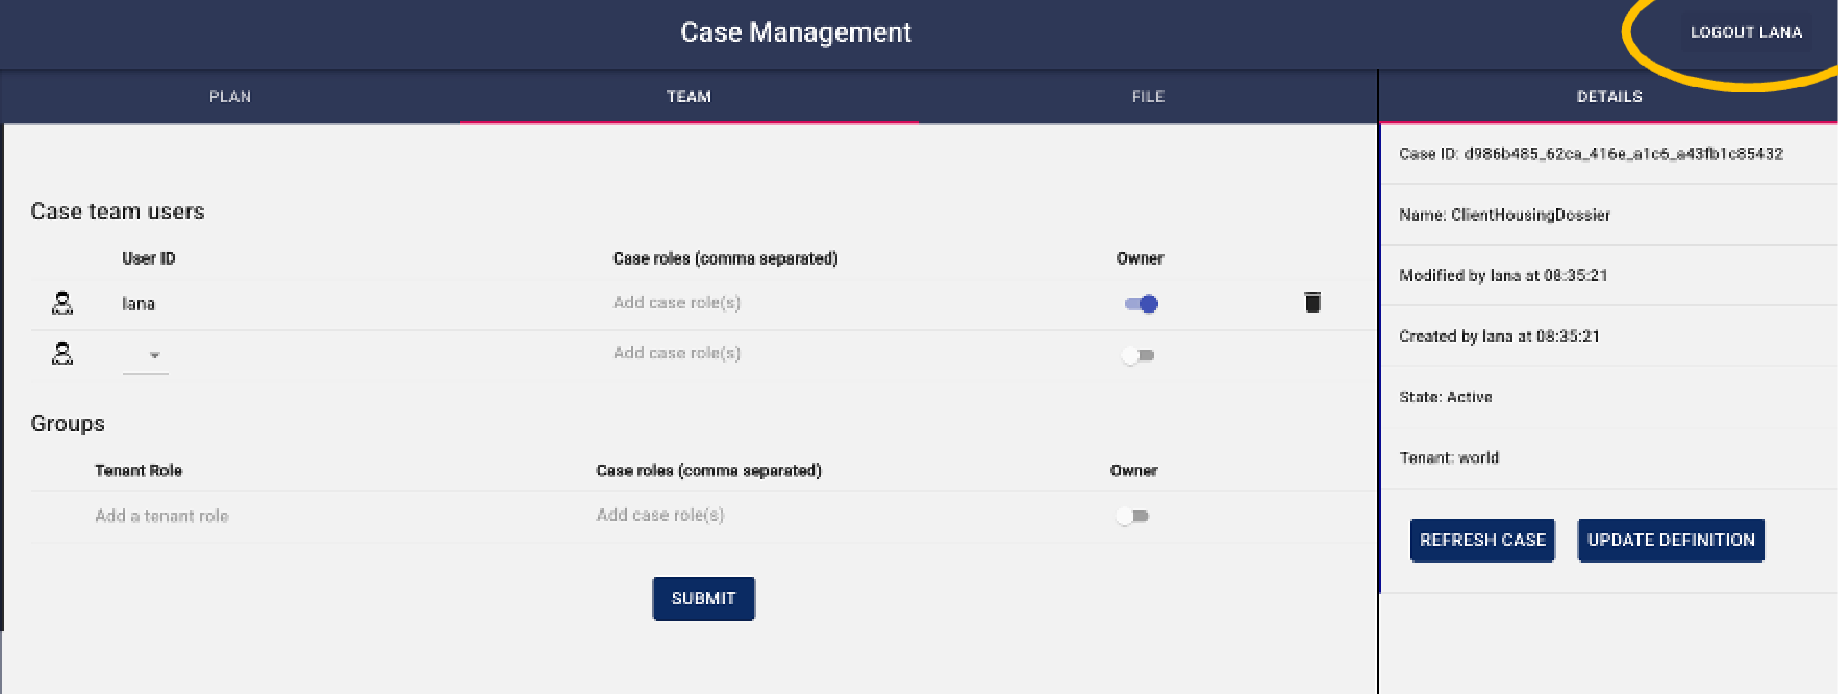 Case Management
LOGOUT LANA
PLAN
TEAM
FILE
DETAILS
Case team users
User ID
Case roles (comma separated)
Owner
lana
Add case role(s)
Add case role(s)
Groups
Tenant Role
Case roles (comma separated)
Owner
Add a tenant role
Add case role(s)
SUBMIT
Case ID: d986b485_62ca_416e_a1c6_a43fb1c85432
Name: ClientHousingDossier
Modified by lana at 08:35:21
Created by lana at 08:35:21
State: Active
Tenant: world
REFRESH CASE
UPDATE DEFINITION